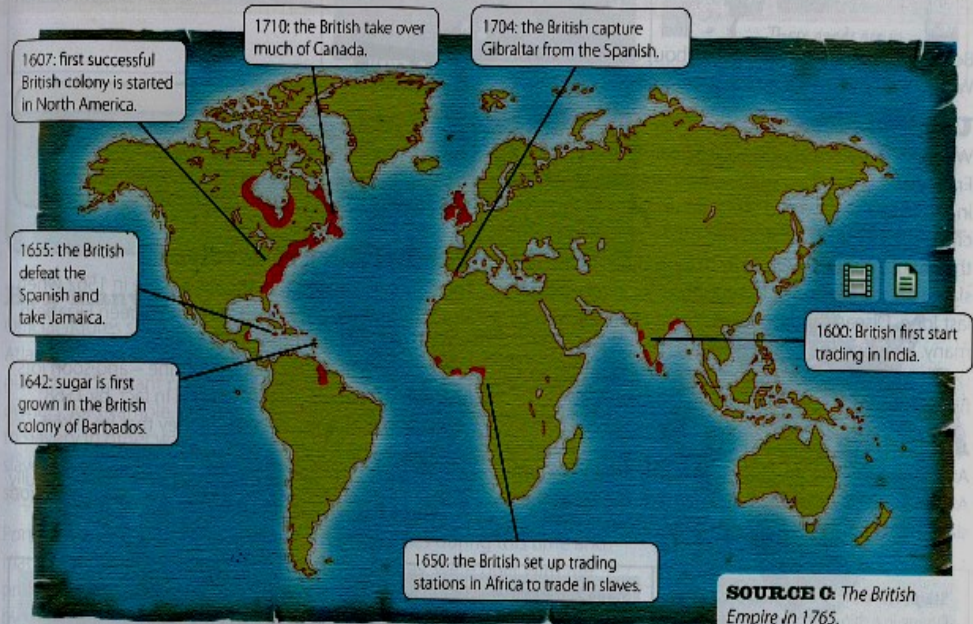 1710: the British take over
much of Canada.
1704: the British capture
Gibraltar from the Spanish.
1607: first successful
British colony is started
in North America.
1655: the British
defeat the
Spanish and
take Jamaica.
1600: British first start
trading in India.
1642: sugar is first
grown in the British
colony of Barbados.
1650: the British set up trading
stations in Africa to trade in slaves.
SOURCE C: The British
Empire in 1765.